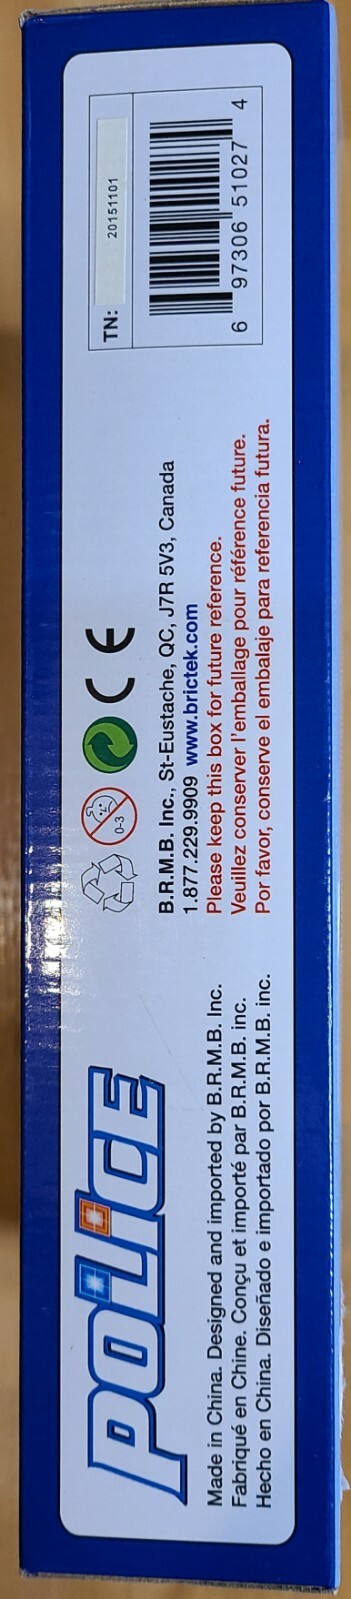 POLICE
Made in China. Designed and imported by B.R.M.B. Inc.
Fabriqué en Chine. Conçu et importé par B.R.M.B. inc.
Hecho en China. Diseñado e importado por B.R.M.B. inc.
0-3
CE
B.R.M.B. Inc., St-Eustache, QC, J7R 5V3, Canada
1.877.229.9909 www.brictek.com
Please keep this box for future reference.
Veuillez conserver l'emballage pour référence future.
Por favor, conserve el embalaje para referencia futura.
TN: 20151101
6 97306 51027 4